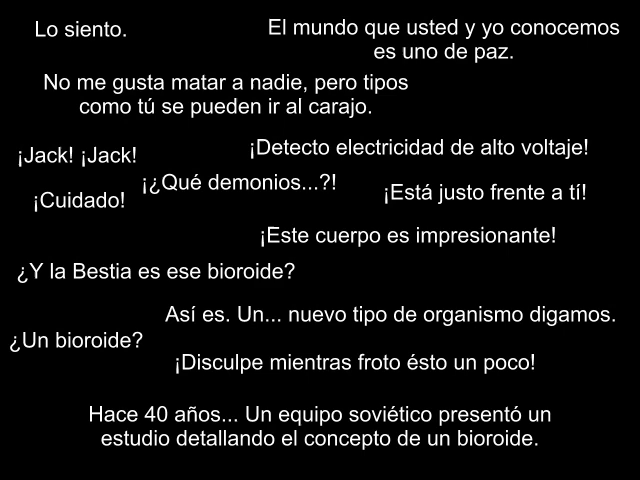 Lo siento.
El mundo que usted y yo conocemos
es uno de paz.
No me gusta matar a nadie, pero tipos
como tú se pueden ir al carajo.
¡Jack! ¡Jack!
¡Detecto electricidad de alto voltaje!
¡¿Qué demonios...?!
¡Cuidado!
¡Está justo frente a tí!
¡Este cuerpo es impresionante!
¿Y la Bestia es ese bioroide?
Así es. Un... nuevo tipo de organismo digamos.
¿Un bioroide?
¡Disculpe mientras froto ésto un poco!
Hace 40 años... Un equipo soviético presentó un
estudio detallando el concepto de un bioroide.